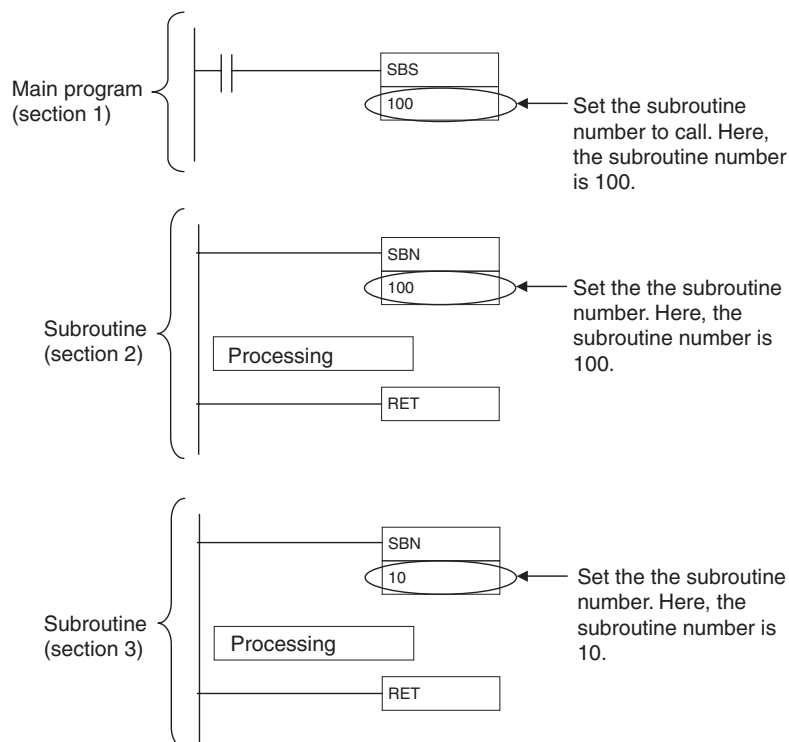 Main program
(section 1)
SBS
100
Set the subroutine
number to call. Here,
the subroutine number
is 100.
Subroutine
(section 2)
SBN
100
Set the the subroutine
number. Here, the
subroutine number is
100.
Processing
RET
Subroutine
(section 3)
SBN
10
Set the the subroutine
number. Here, the
subroutine number is
10.
Processing
RET